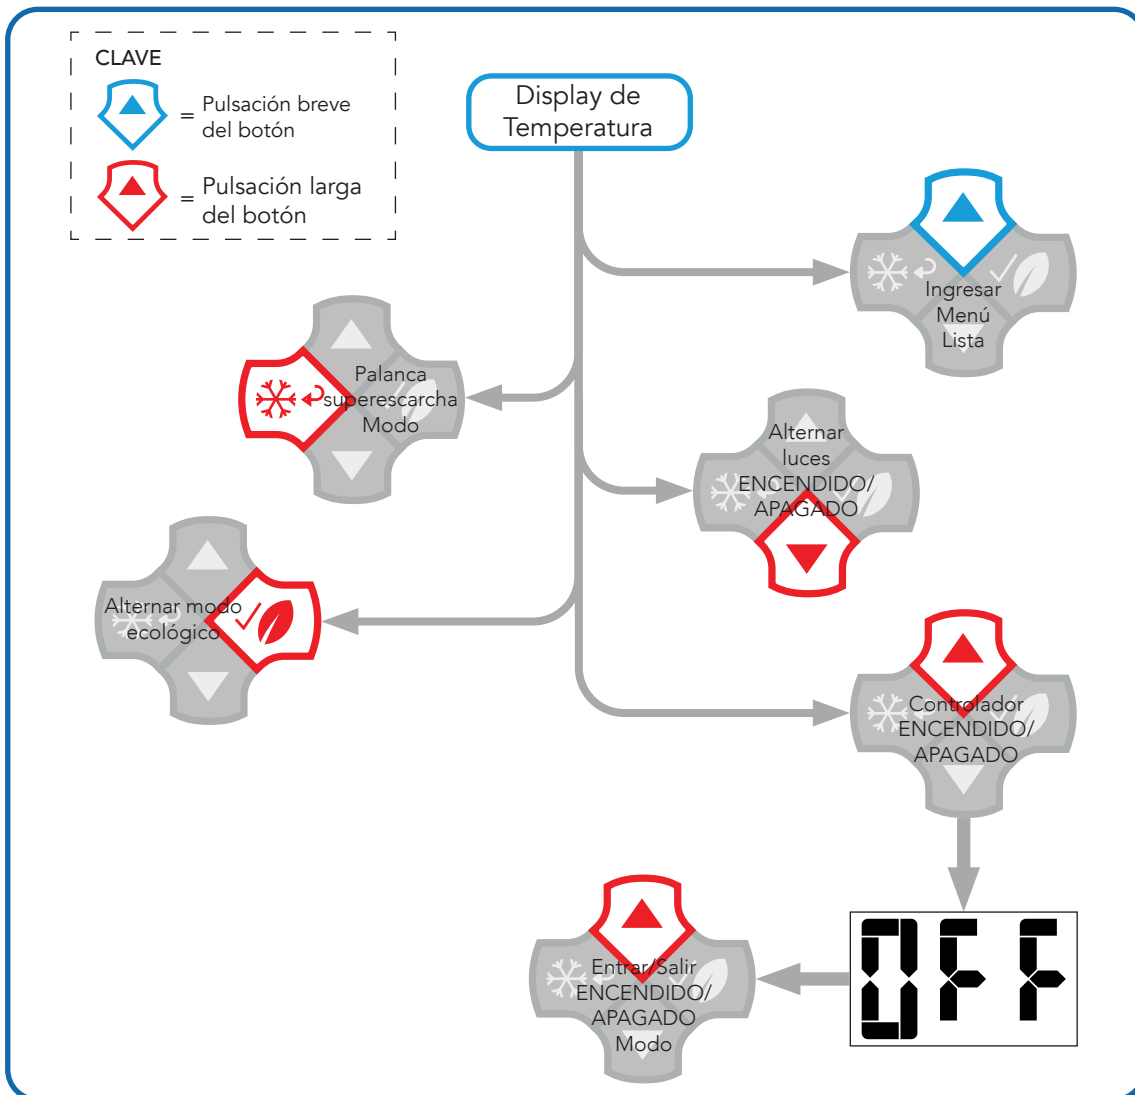 CLAVE
= Pulsación breve
del botón
= Pulsación larga
del botón
Display de
Temperatura
Ingresar
Menú
Lista
Palanca
superescarcha
Modo
Alternar
luces
ENCENDIDO/
APAGADO
Alternar modo
ecológico
Controlador
ENCENDIDO/
APAGADO
OFF
Entrar/Salir
ENCENDIDO/
APAGADO
Modo